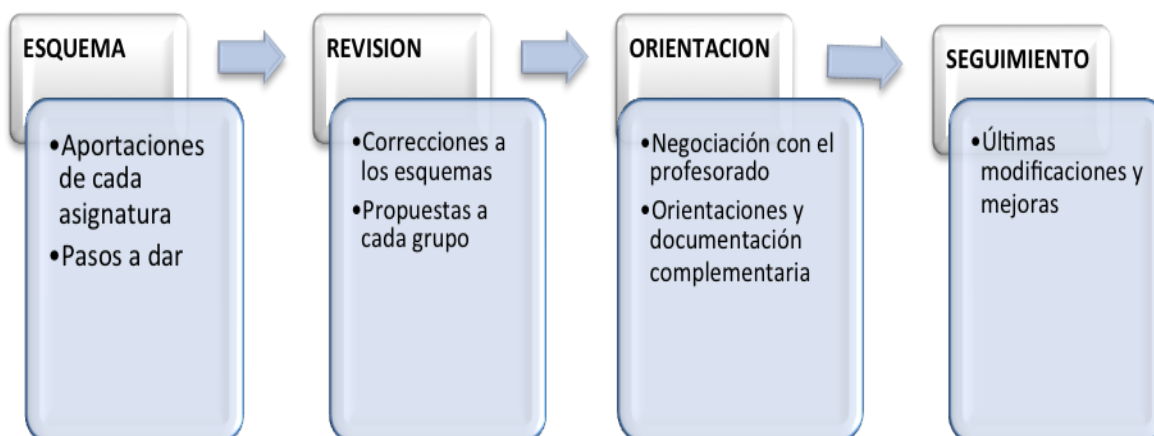 ESQUEMA
•Aportaciones
de cada
asignatura
•Pasos a dar
REVISION
•Correcciones a
los esquemas
•Propuestas a
cada grupo
ORIENTACION
•Negociación con el
profesorado
•Orientaciones y
documentación
complementaria
SEGUIMIENTO
•Últimas
modificaciones y
mejoras